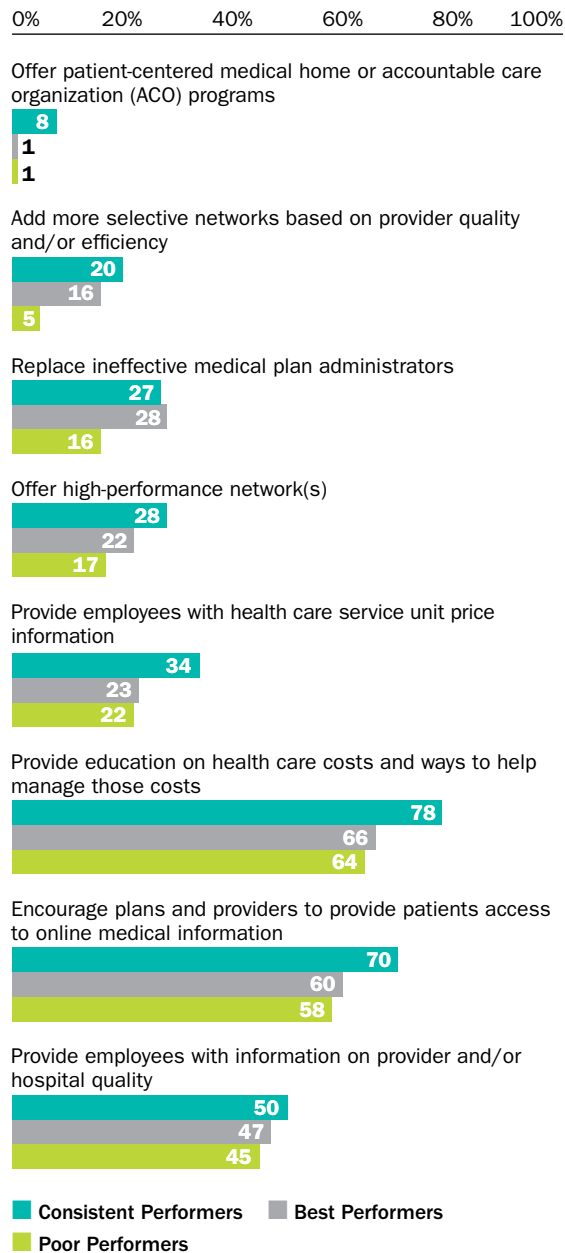 0% 20% 40% 60% 80% 100%
Offer patient-centered medical home or accountable care
organization (ACO) programs
8
1
1
Add more selective networks based on provider quality
and/or efficiency
20
16
5
Replace ineffective medical plan administrators
27
28
16
Offer high-performance network(s)
28
22
17
Provide employees with health care service unit price
information
34
23
22
Provide education on health care costs and ways to help
manage those costs
78
66
64
Encourage plans and providers to provide patients access
to online medical information
70
60
58
Provide employees with information on provider and/or
hospital quality
50
47
45
Consistent Performers Best Performers
Poor Performers